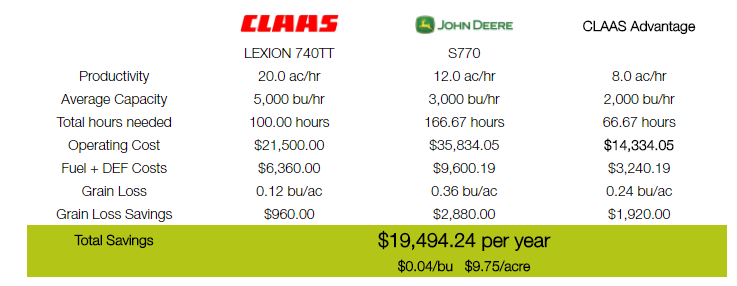 CLAAS JOHN DEERE CLAAS Advantage
LEXION 740TT S770
Productivity 20.0 ac/hr 12.0 ac/hr 8.0 ac/hr
Average Capacity 5,000 bu/hr 3,000 bu/hr 2,000 bu/hr
Total hours needed 100.00 hours 166.67 hours 66.67 hours
Operating Cost $21,500.00 $35,834.05 $14,334.05
Fuel + DEF Costs $6,360.00 $9,600.19 $3,240.19
Grain Loss 0.12 bu/ac 0.36 bu/ac 0.24 bu/ac
Grain Loss Savings $960.00 $2,880.00 $1,920.00
Total Savings $19,494.24 per year
$0.04/bu $9.75/acre